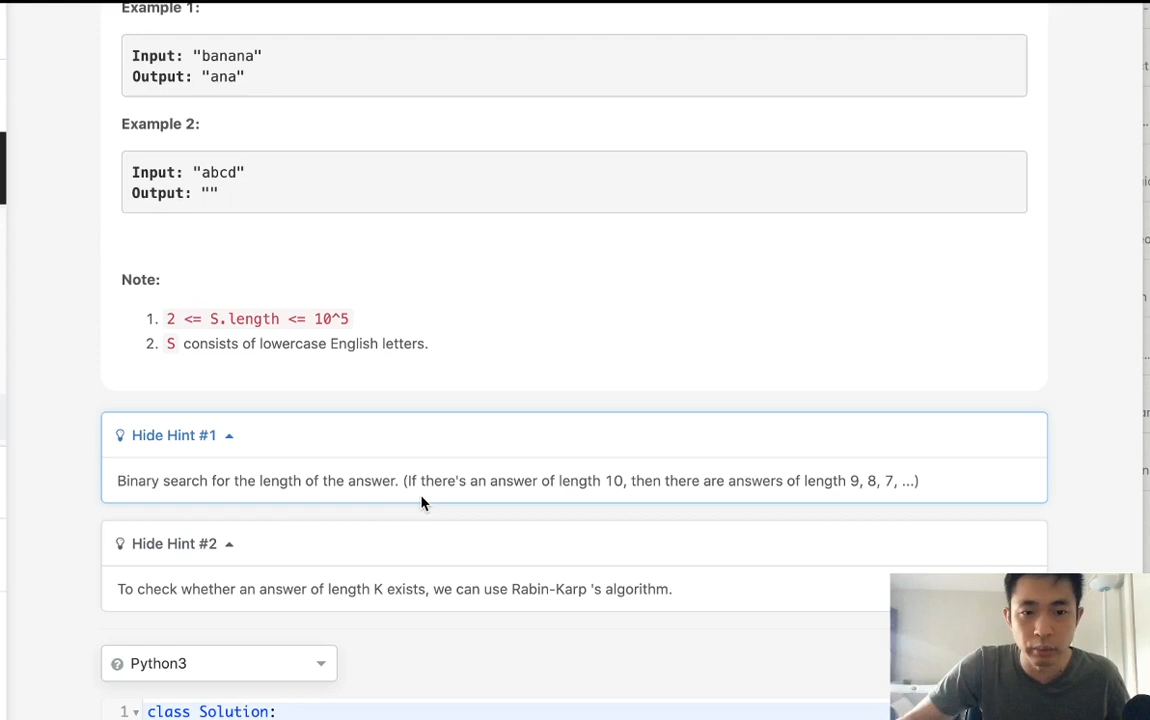 Example 1:
Input: "banana"
Output: "ana"
Example 2:
Input: "abcd"
Output: ""
Note:
1. 2 <= S.length <= 10^5
2. S consists of lowercase English letters.
Hide Hint #1
Binary search for the length of the answer. (If there's an answer of length 10, then there are answers of length 9, 8, 7, ...)
Hide Hint #2
To check whether an answer of length K exists, we can use Rabin-Karp 's algorithm.
Python3
1 class Solution: